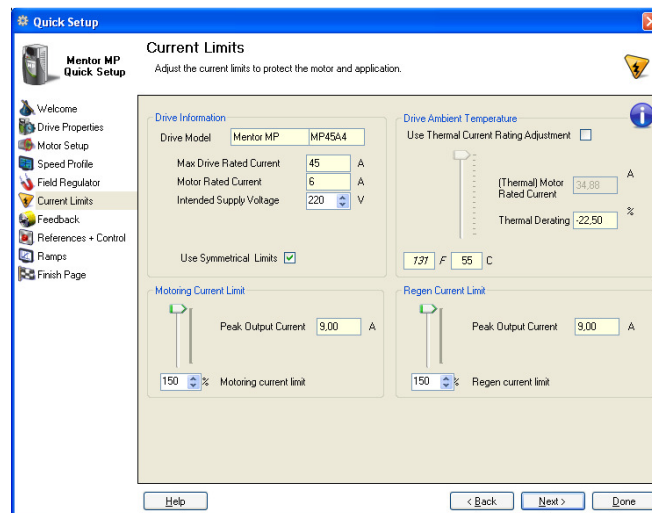 Quick Setup
Mentor MP
Quick Setup
Current Limits
Adjust the current limits to protect the motor and application.
Welcome
Drive Properties
Motor Setup
Speed Profile
Field Regulator
Current Limits
Feedback
References + Control
Ramps
Finish Page
Drive Information
Drive Model Mentor MP MP45A4
Max Drive Rated Current 45 A
Motor Rated Current 6 A
Intended Supply Voltage 220 V
Use Symmetrical Limits
Drive Ambient Temperature
Use Thermal Current Rating Adjustment
(Thermal) Motor
Rated Current 34,88 A
Thermal Derating -22,50 %
131 F 55 C
Motoring Current Limit
Peak Output Current 9,00 A
150 % Motoring current limit
Regen Current Limit
Peak Output Current 9,00 A
150 % Regen current limit
Help
< Back
Next >
Done